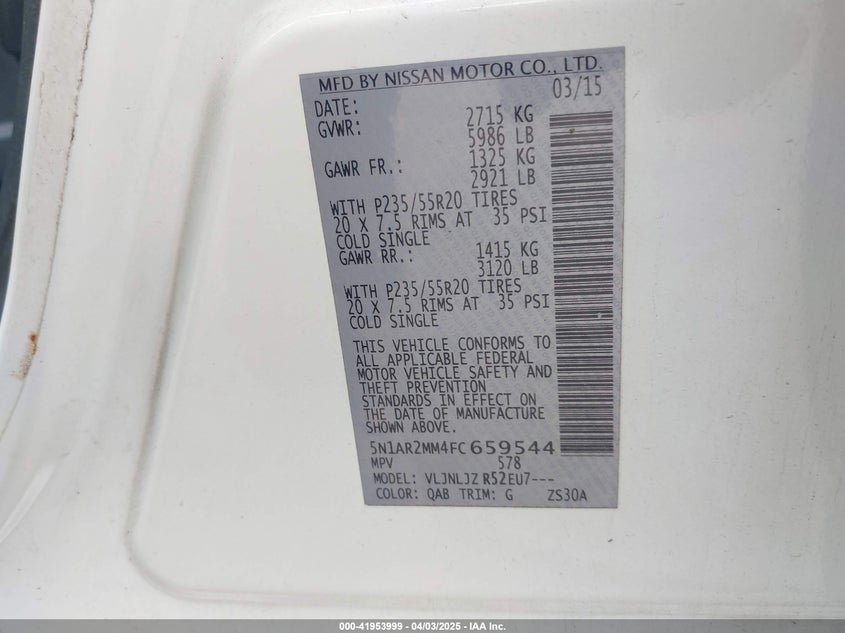 MFD BY NISSAN MOTOR CO., LTD.
DATE: 03/15
GVWR: 2715 KG
5986 LB
GAWR FR.: 1325 KG
2921 LB
WITH P235/55R20 TIRES
20 X 7.5 RIMS AT 35 PSI
COLD SINGLE
GAWR RR.: 1415 KG
3120 LB
WITH P235/55R20 TIRES
20 X 7.5 RIMS AT 35 PSI
COLD SINGLE
THIS VEHICLE CONFORMS TO
ALL APPLICABLE FEDERAL
MOTOR VEHICLE SAFETY AND
THEFT PREVENTION
STANDARDS IN EFFECT ON
THE DATE OF MANUFACTURE
SHOWN ABOVE.
5N1AR2MM4FC659544
MPV 578
MODEL: VLJNLJZ R52EU7---
COLOR: QAB TRIM: G ZS30A
000-41953999 - 04/03/2025 - IAA Inc.